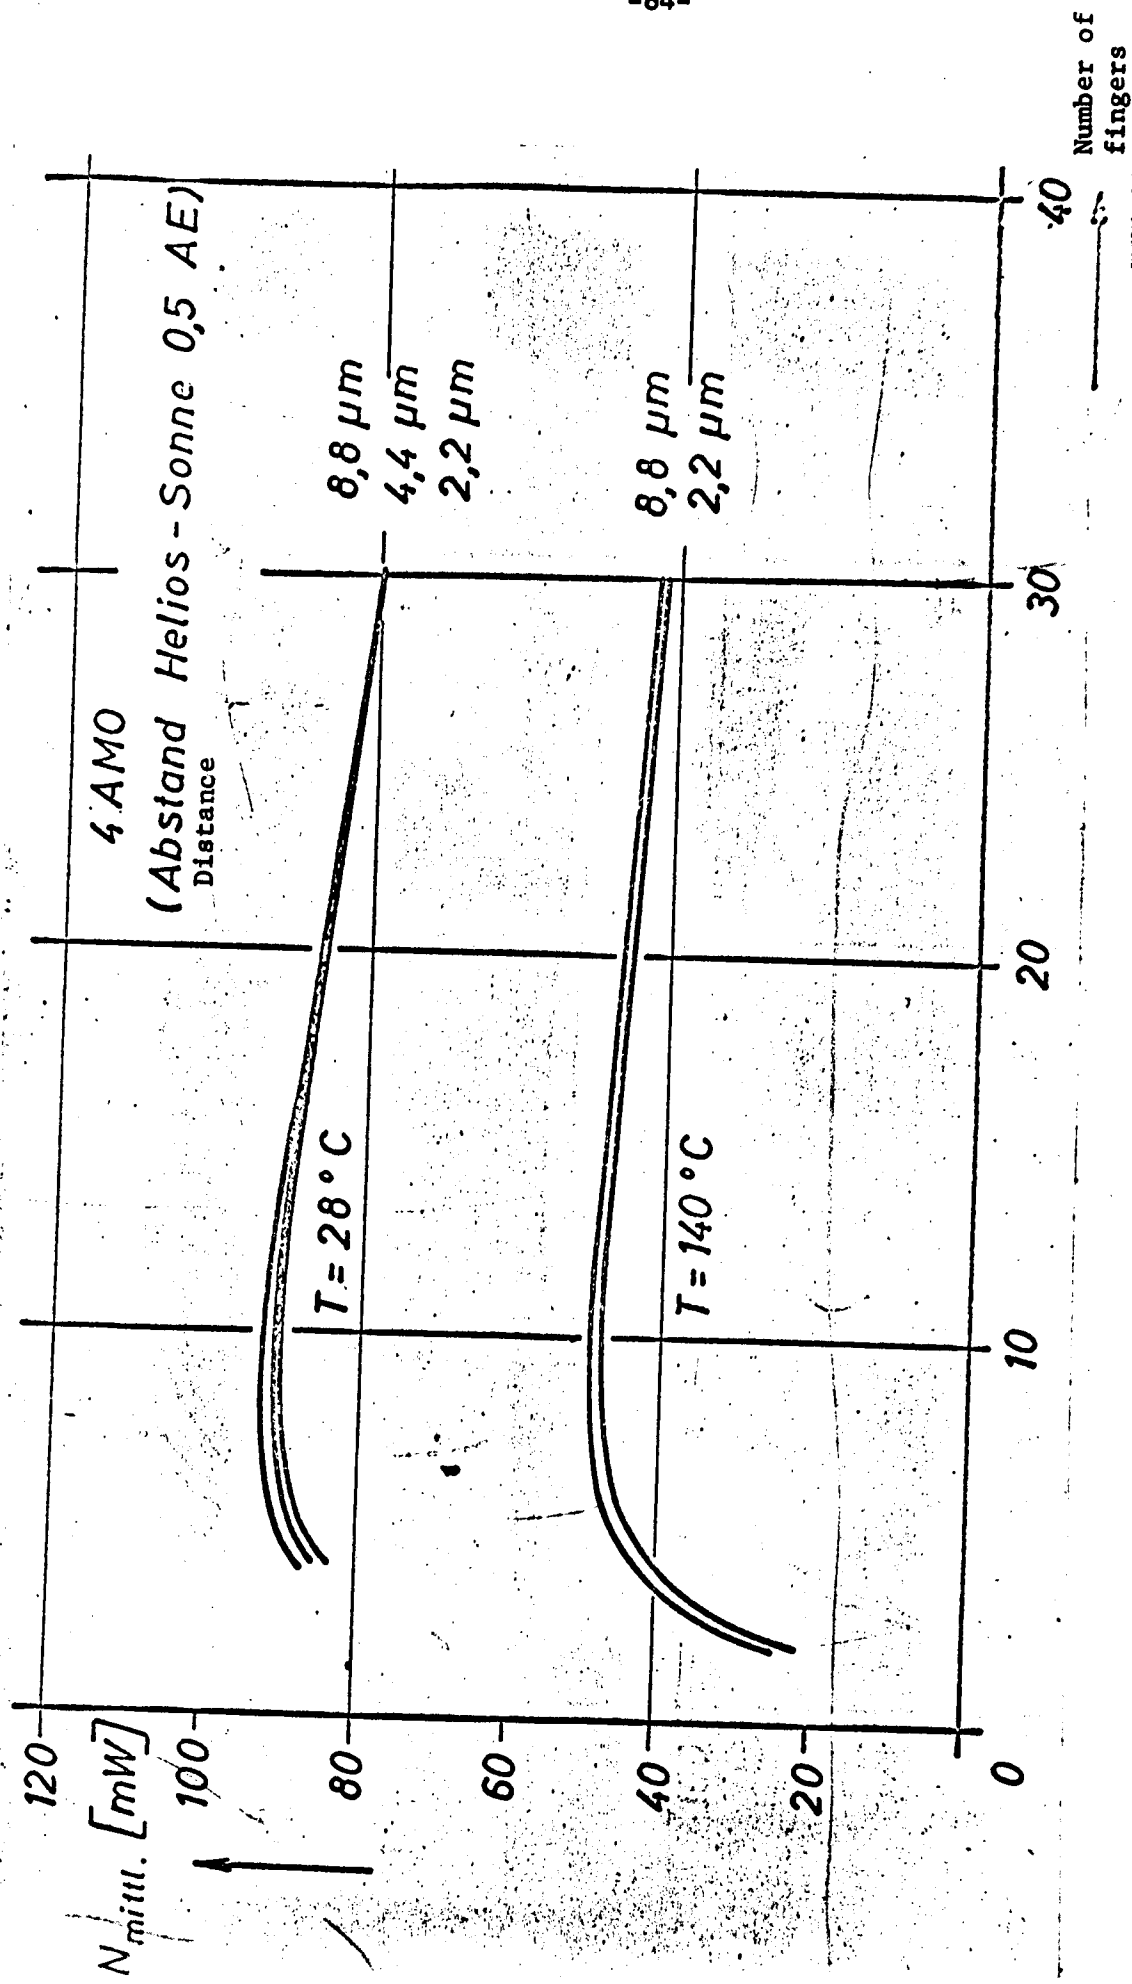 N mittl. [mW]
120
100
80
60
40
20
0
10
20
30
40
Number of
fingers
4 AMO
(Abstand Helios-Sonne 0,5 AE)
Distance
8,8 μm
4,4 μm
2,2 μm
T = 28°C
8,8 μm
2,2 μm
T = 140°C